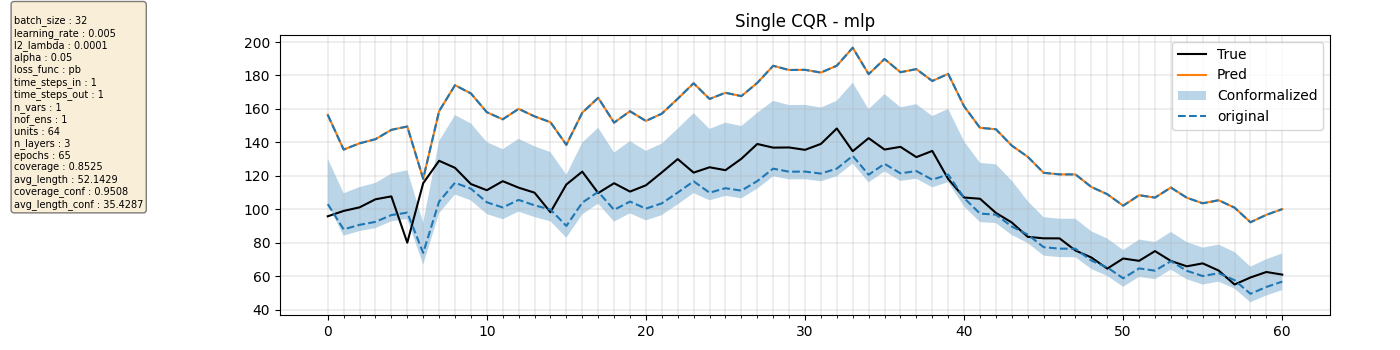 batch_size : 32
learning_rate : 0.005
l2_lambda : 0.0001
alpha : 0.05
loss_func : pb
time_steps_in : 1
time_steps_out : 1
n_vars : 1
nof_ens : 1
units : 64
n_layers : 3
epochs : 65
coverage : 0.8525
avg_length : 52.1429
coverage_conf : 0.9508
avg_length_conf : 35.4287
Single CQR - mlp
True
Pred
Conformalized
original
200
180
160
140
120
100
80
60
40
0 10 20 30 40 50 60